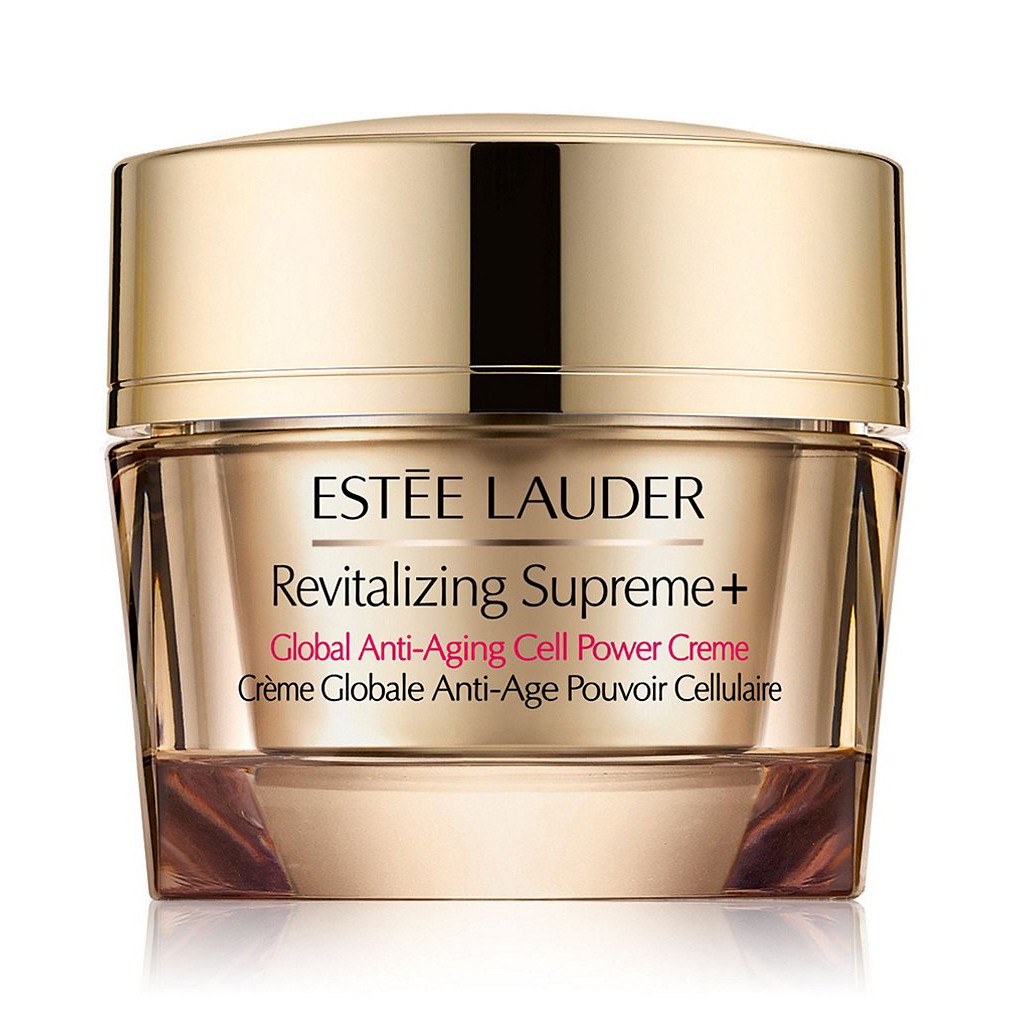 ESTĒE LAUDER
Revitalizing Supreme+
Global Anti-Aging Cell Power Creme
Crème Globale Anti-Age Pouvoir Cellulaire